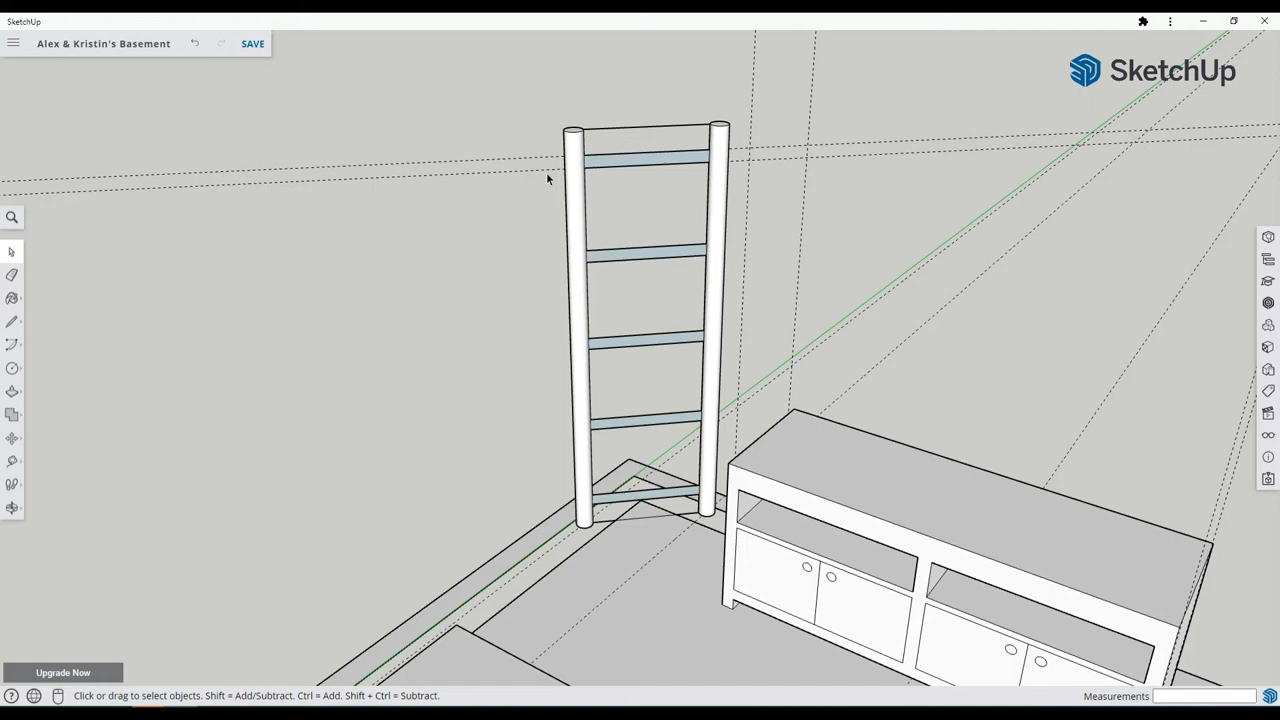 SketchUp
Alex & Kristin's Basement
SAVE
SketchUp
Upgrade Now
Click or drag to select objects. Shift = Add/Subtract. Ctrl = Add. Shift + Ctrl = Subtract.
Measurements